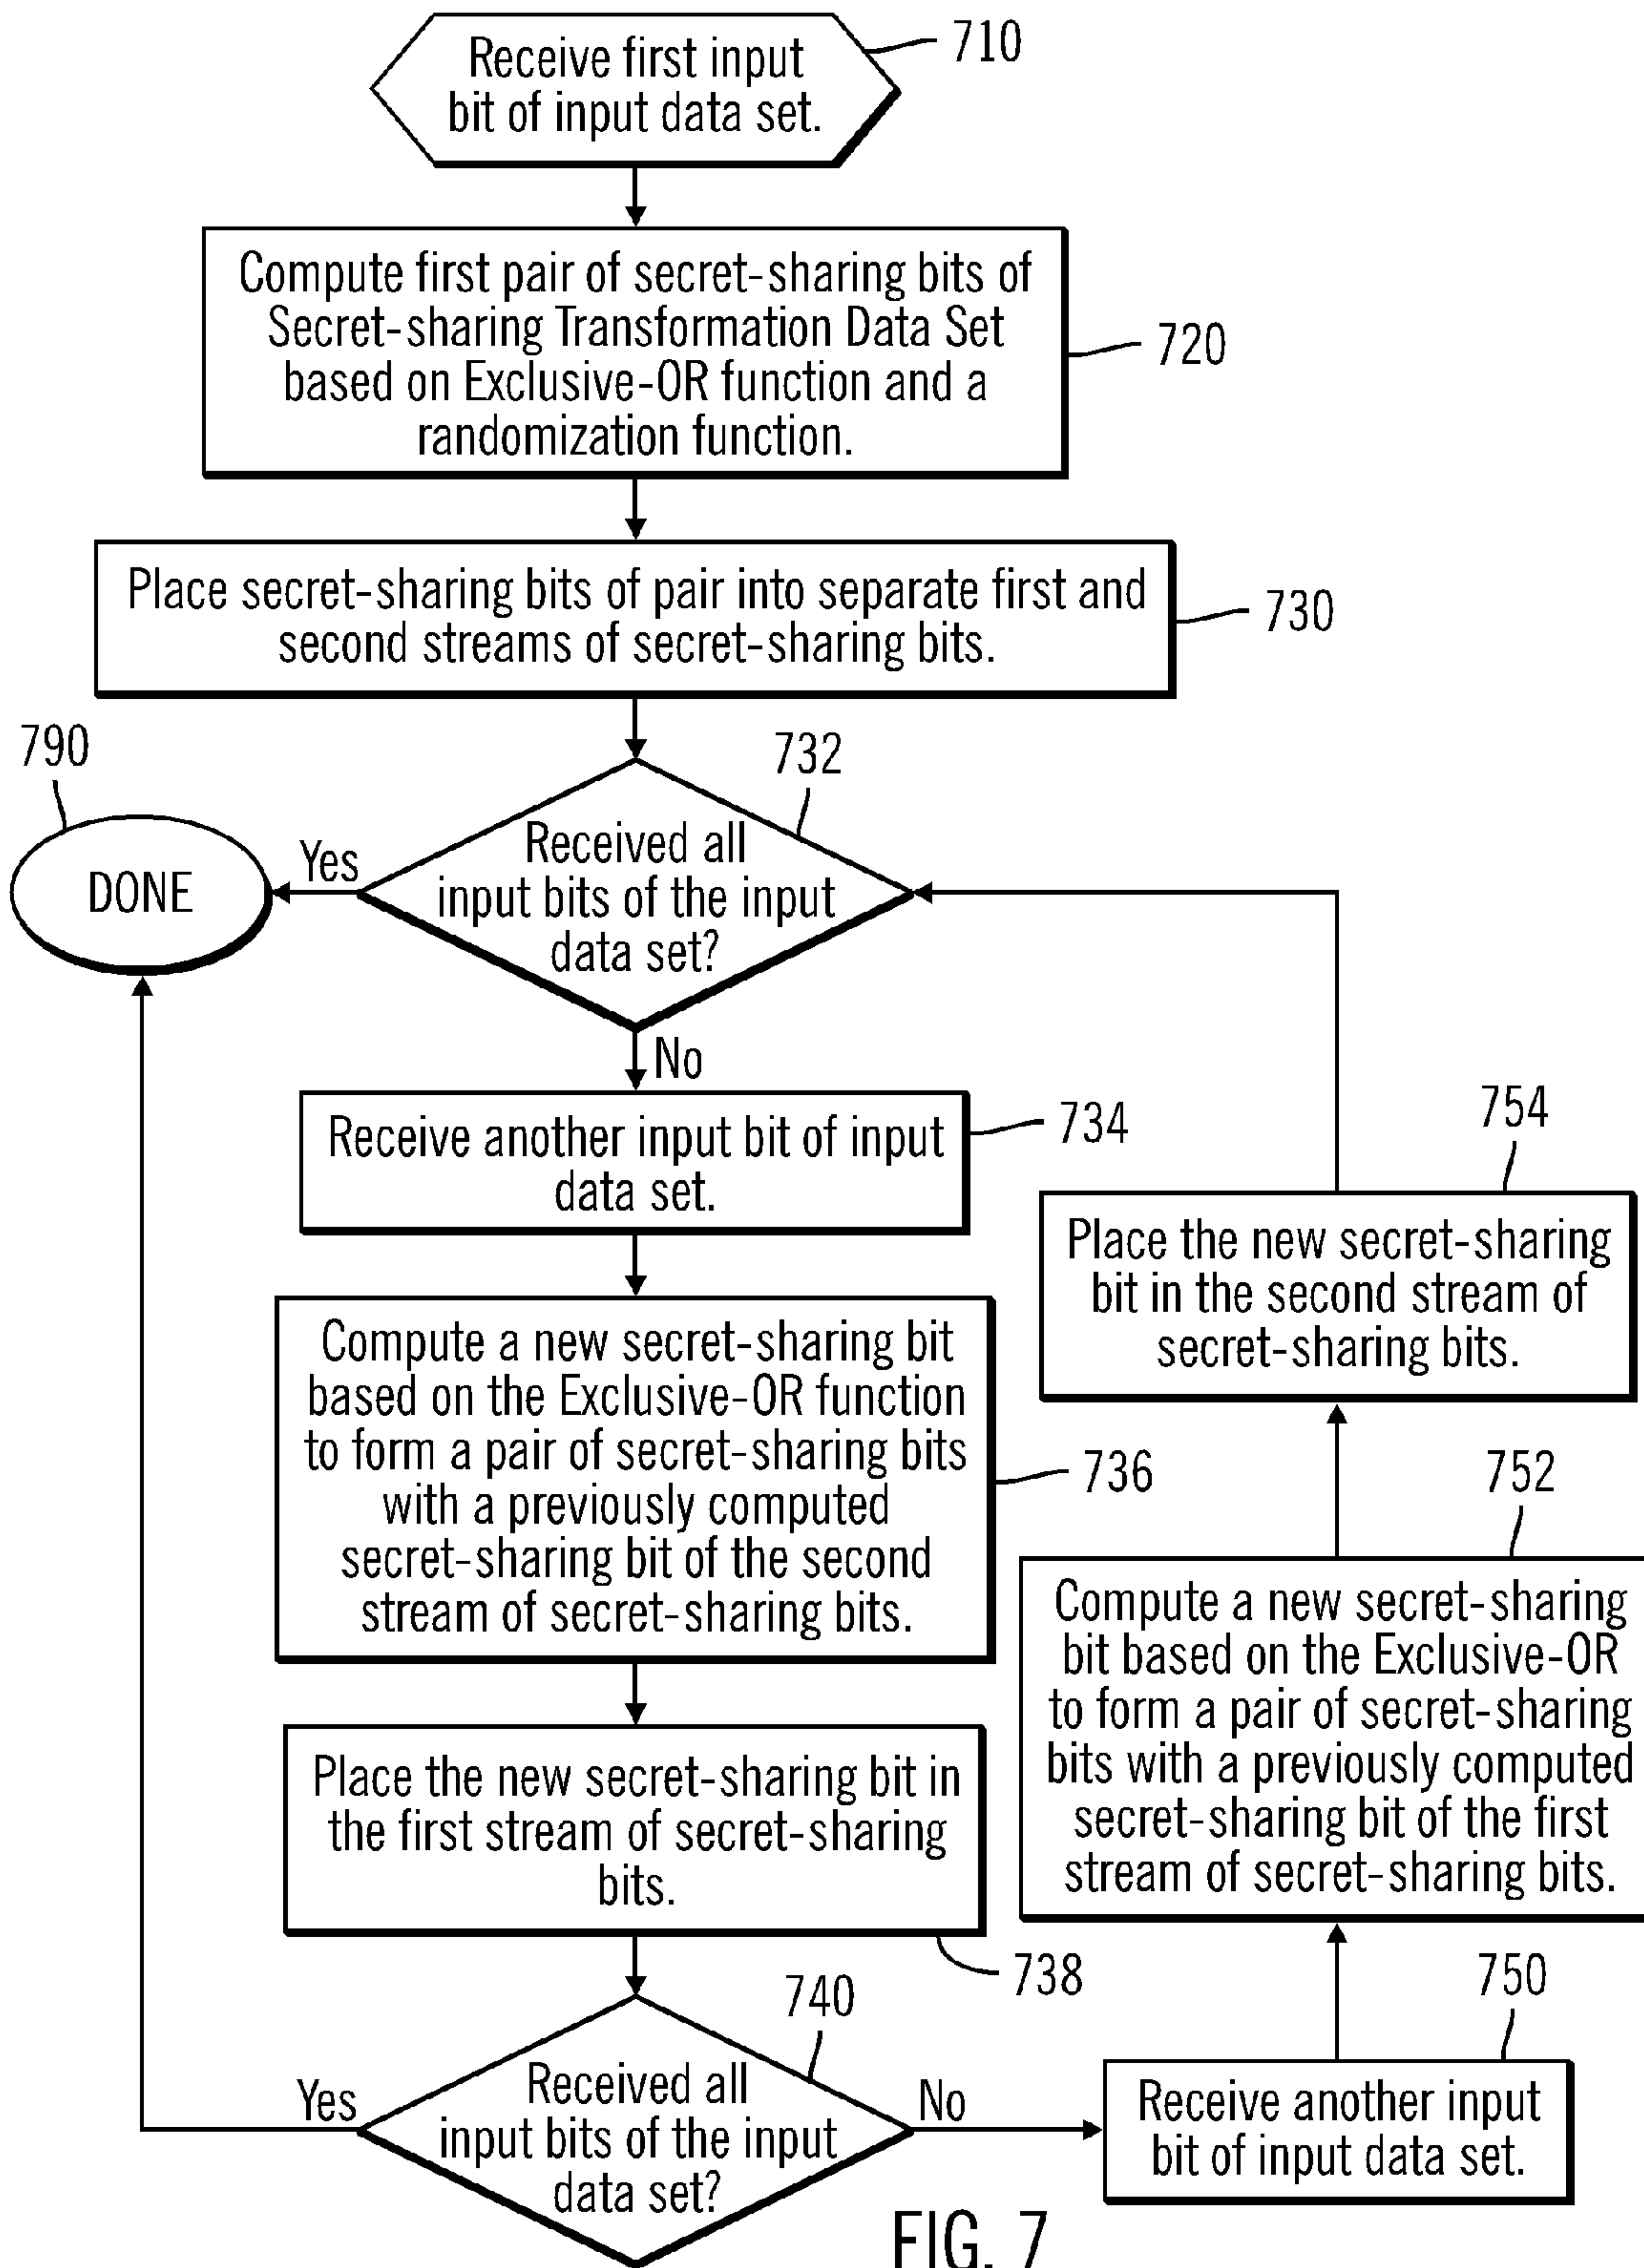 Receive first input
bit of input data set.
710
Compute first pair of secret-sharing bits of
Secret-sharing Transformation Data Set
based on Exclusive-OR function and a
randomization function.
720
Place secret-sharing bits of pair into separate first and
second streams of secret-sharing bits.
730
790
DONE
Yes
732
Received all
input bits of the input
data set?
No
Receive another input bit of input
data set.
734
Compute a new secret-sharing bit
based on the Exclusive-OR function
to form a pair of secret-sharing bits
with a previously computed
secret-sharing bit of the second
stream of secret-sharing bits.
736
Place the new secret-sharing bit in
the first stream of secret-sharing
bits.
738
740
Received all
input bits of the input
data set?
Yes
No
750
Receive another input
bit of input data set.
752
Compute a new secret-sharing
bit based on the Exclusive-OR
to form a pair of secret-sharing
bits with a previously computed
secret-sharing bit of the first
stream of secret-sharing bits.
754
Place the new secret-sharing
bit in the second stream of
secret-sharing bits.
FIG. 7